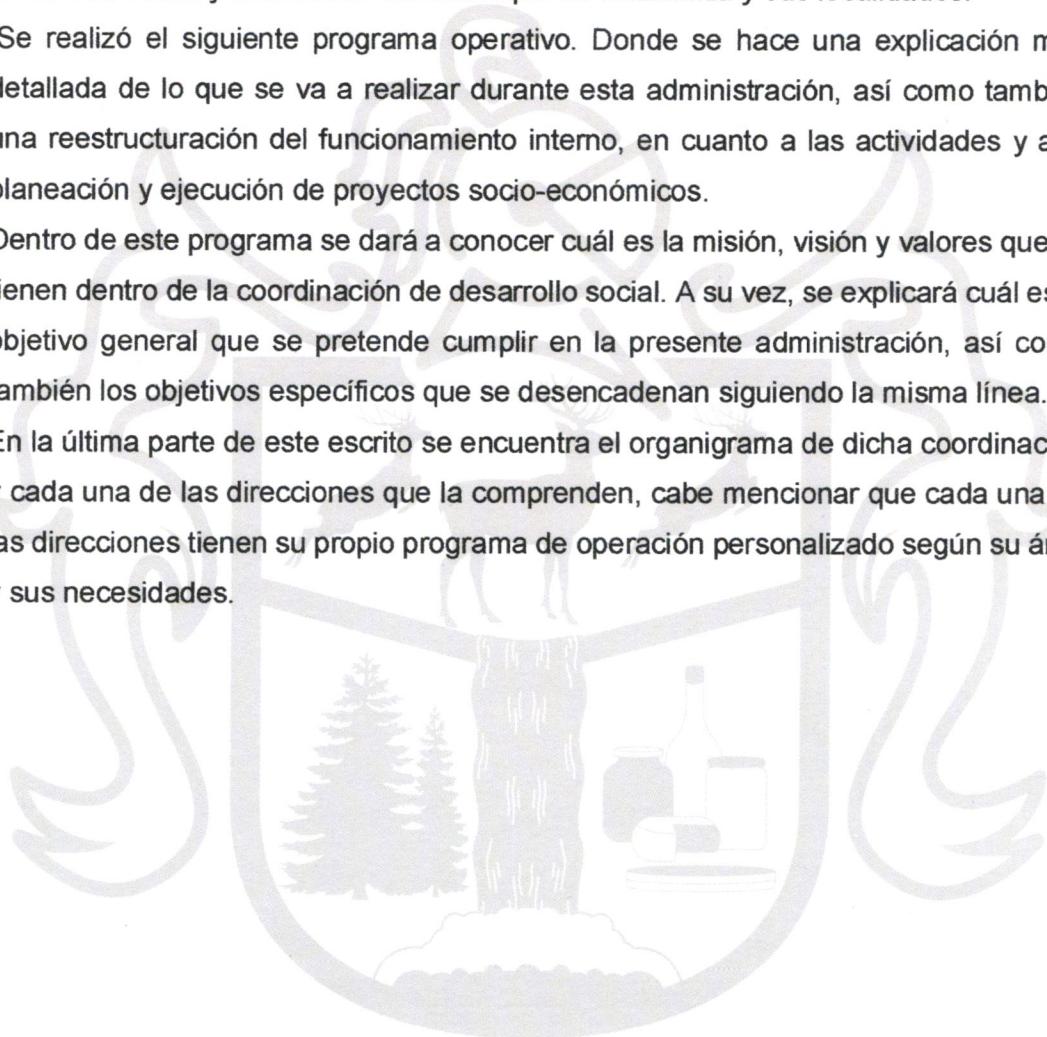 Se realizó el siguiente programa operativo. Donde se hace una explicación m
detallada de lo que se va a realizar durante esta administración, así como tamb
una reestructuración del funcionamiento interno, en cuanto a las actividades y a
planeación y ejecución de proyectos socio-económicos.
Dentro de este programa se dará a conocer cuál es la misión, visión y valores que
tienen dentro de la coordinación de desarrollo social. A su vez, se explicará cuál es
objetivo general que se pretende cumplir en la presente administración, así co
también los objetivos específicos que se desencadenan siguiendo la misma línea.
En la última parte de este escrito se encuentra el organigrama de dicha coordinac
y cada una de las direcciones que la comprenden, cabe mencionar que cada una
las direcciones tienen su propio programa de operación personalizado según su ár
y sus necesidades.